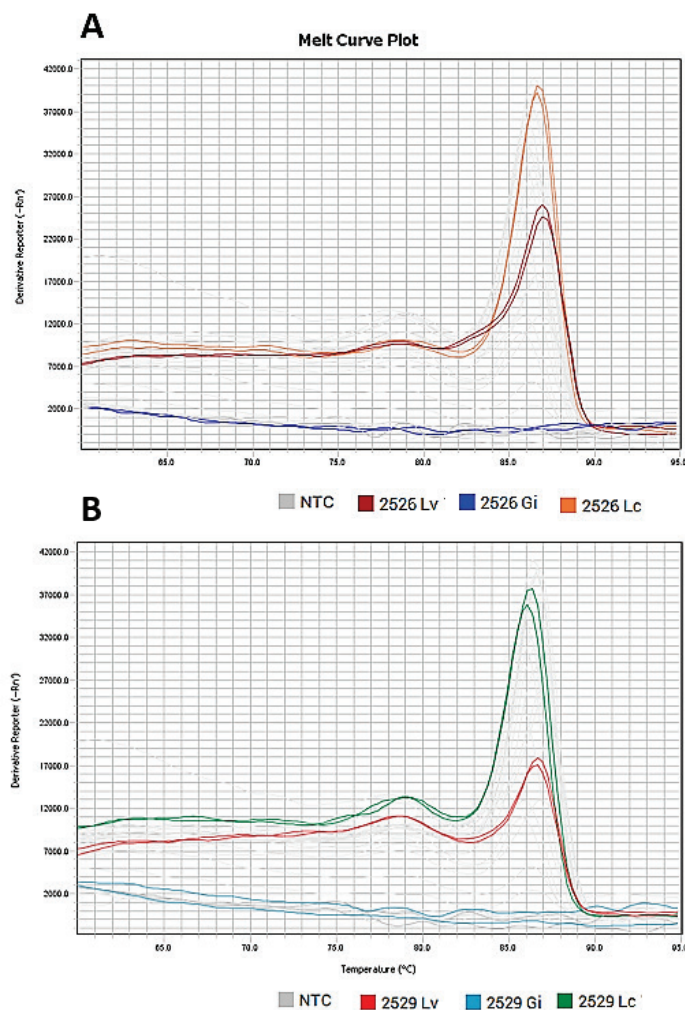 A
Melt Curve Plot
42000.0
37000.0
32000.0
27000.0
22000.0
17000.0
12000.0
7000.0
2000.0
Derivative Reporter (-Rn')
65.0 70.0 75.0 80.0 85.0 90.0 95.0
NTC 2526 Lv 2526 Gi 2526 Lc
B
42000.0
37000.0
32000.0
27000.0
22000.0
17000.0
12000.0
7000.0
2000.0
Derivative Reporter (-Rn')
65.0 70.0 75.0 80.0 85.0 90.0 95.0
Temperature (°C)
NTC 2529 Lv 2529 Gi 2529 Lc